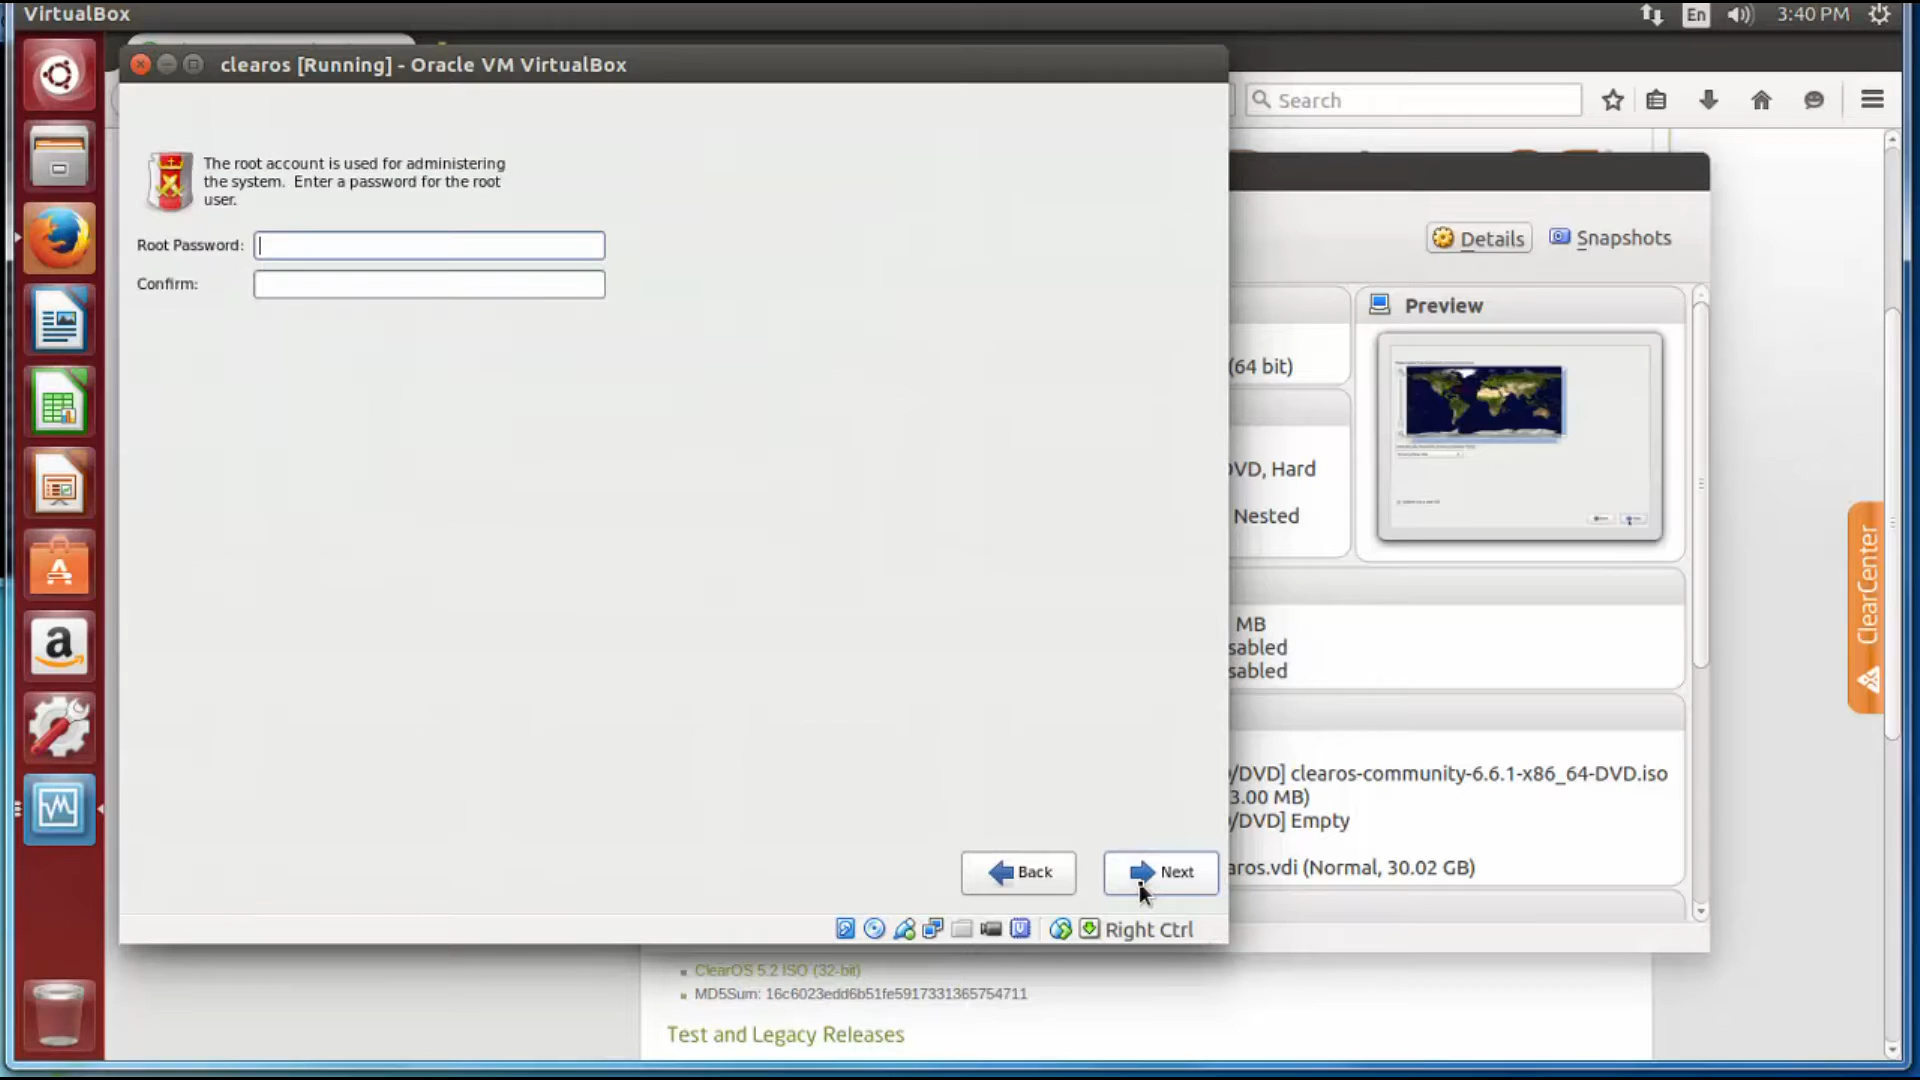 VirtualBox
En
3:40 PM
clearos [Running] - Oracle VM VirtualBox
Search
The root account is used for administering
the system. Enter a password for the root
user.
Root Password:
Confirm:
Details
Snapshots
Preview
(64 bit)
VD, Hard
Nested
MB
sabled
sabled
ClearCenter
/DVD] clearos-community-6.6.1-x86_64-DVD.iso
3.00 MB)
/DVD] Empty
aros.vdi (Normal, 30.02 GB)
Back
Next
Right Ctrl
ClearOS 5.2 ISO (32-bit)
MD5Sum: 16c6023edd6b51fe5917331365754711
Test and Legacy Releases